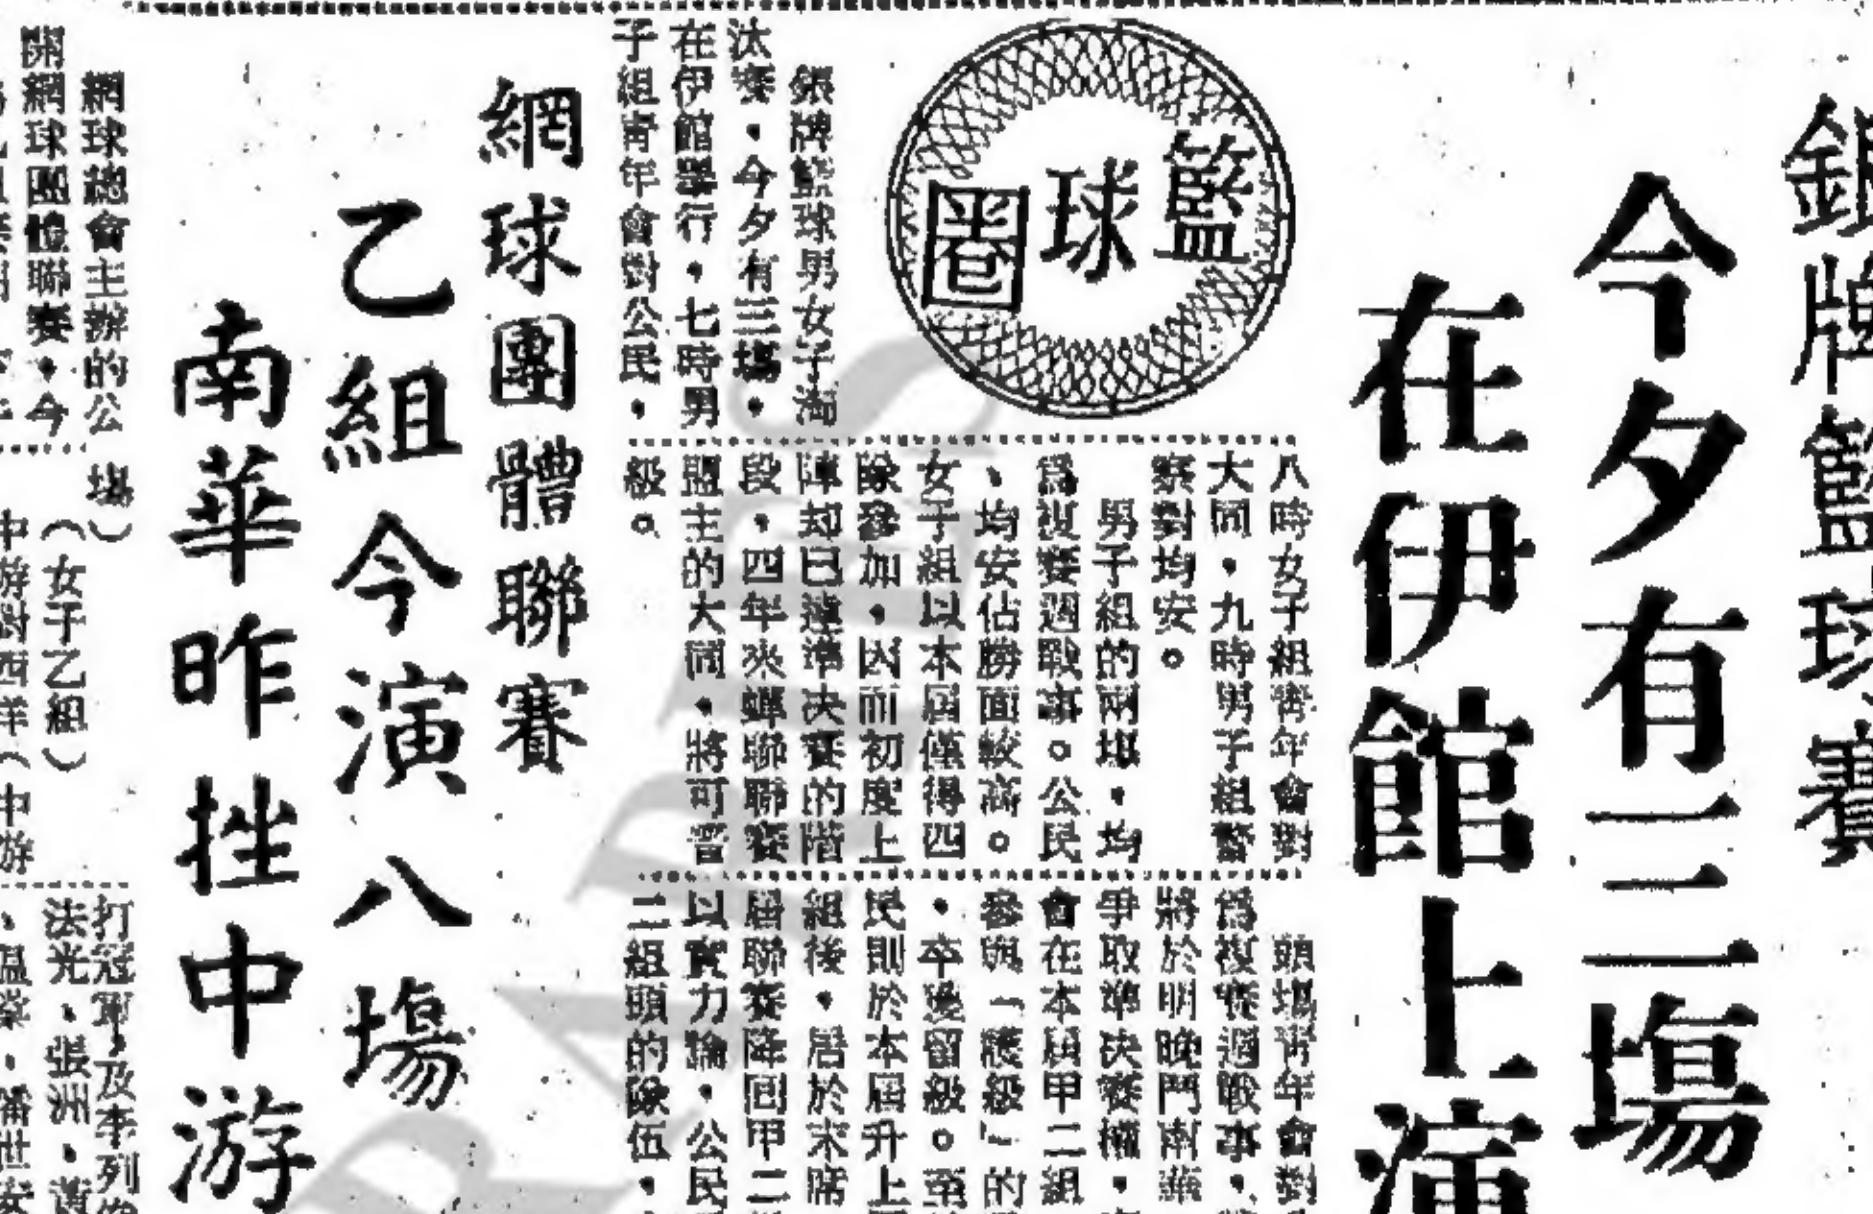 銀牌籃球賽
今夕有三場
在伊館上演
籃球圈
銀牌籃球男女子淘
汰賽，今夕有三塲，
在伊館舉行，七時男
子組青年會對公民，
八時女子組青年會對
大同，九時男子組警
察對均安。
男子組的兩塲，均
爲複賽週戰事。公民
、均安佔勝面較高。
女子組以本屆僅得四
隊參加，因而初度上
陣却已達準决賽的階
段，四年來蟬聯聯賽
盟主的大同，將可晉
級。
頭塲青年會對
爲複賽週戰事，
將於明晚鬥南華
爭取準决賽權，
會在本屆甲二組
參與「護級」的
，卒獲留級。至
民則於本屆升上
組後，居於末席
屆聯賽降回甲二
以實力論，公民
二組頭的隊伍，
網球團體聯賽
乙組今演八場
南華昨挫中游
網球總會主辦的公
開網球團體聯賽，今
塲）
（女子乙組）
中游對西洋（中游
打冠軍，及李列
法光、張洲、